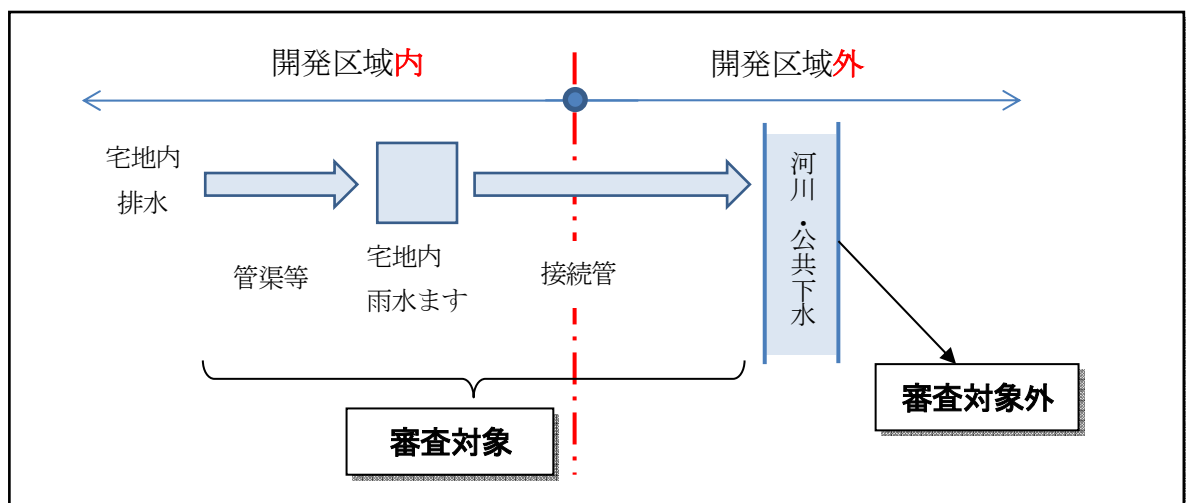 開発区域内
開発区域外
宅地内
排水
管渠等
宅地内
雨水ます
接続管
河川・公共下水
審査対象
審査対象外